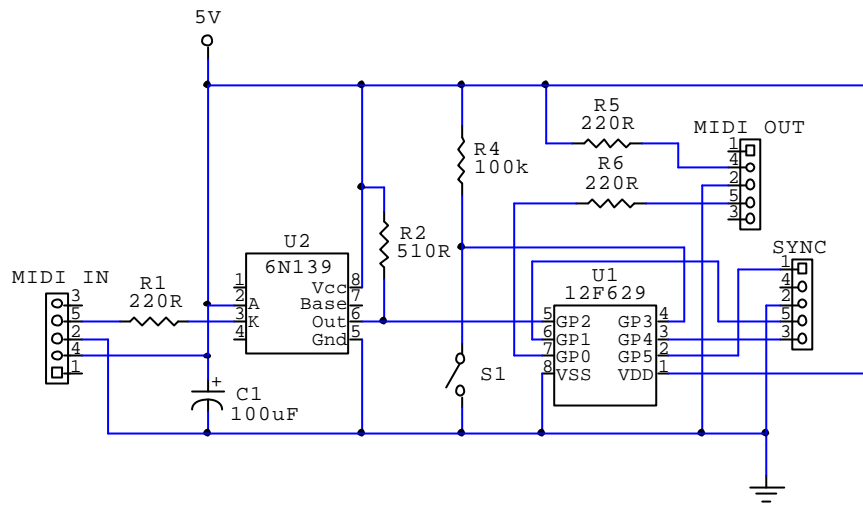 5V
R5
220R
MIDI OUT
1
4
2
5
3
R4
100k
R6
220R
R2
510R
U2
6N139
1
2
3
4
A
K
Vcc
Base
Out
Gnd
8
7
6
5
MIDI IN
3
5
2
4
1
R1
220R
SYNC
1
4
2
5
3
U1
12F629
5
6
7
8
GP2
GP1
GP0
VSS
GP3
GP4
GP5
VDD
4
3
2
1
S1
+
C1
100uF